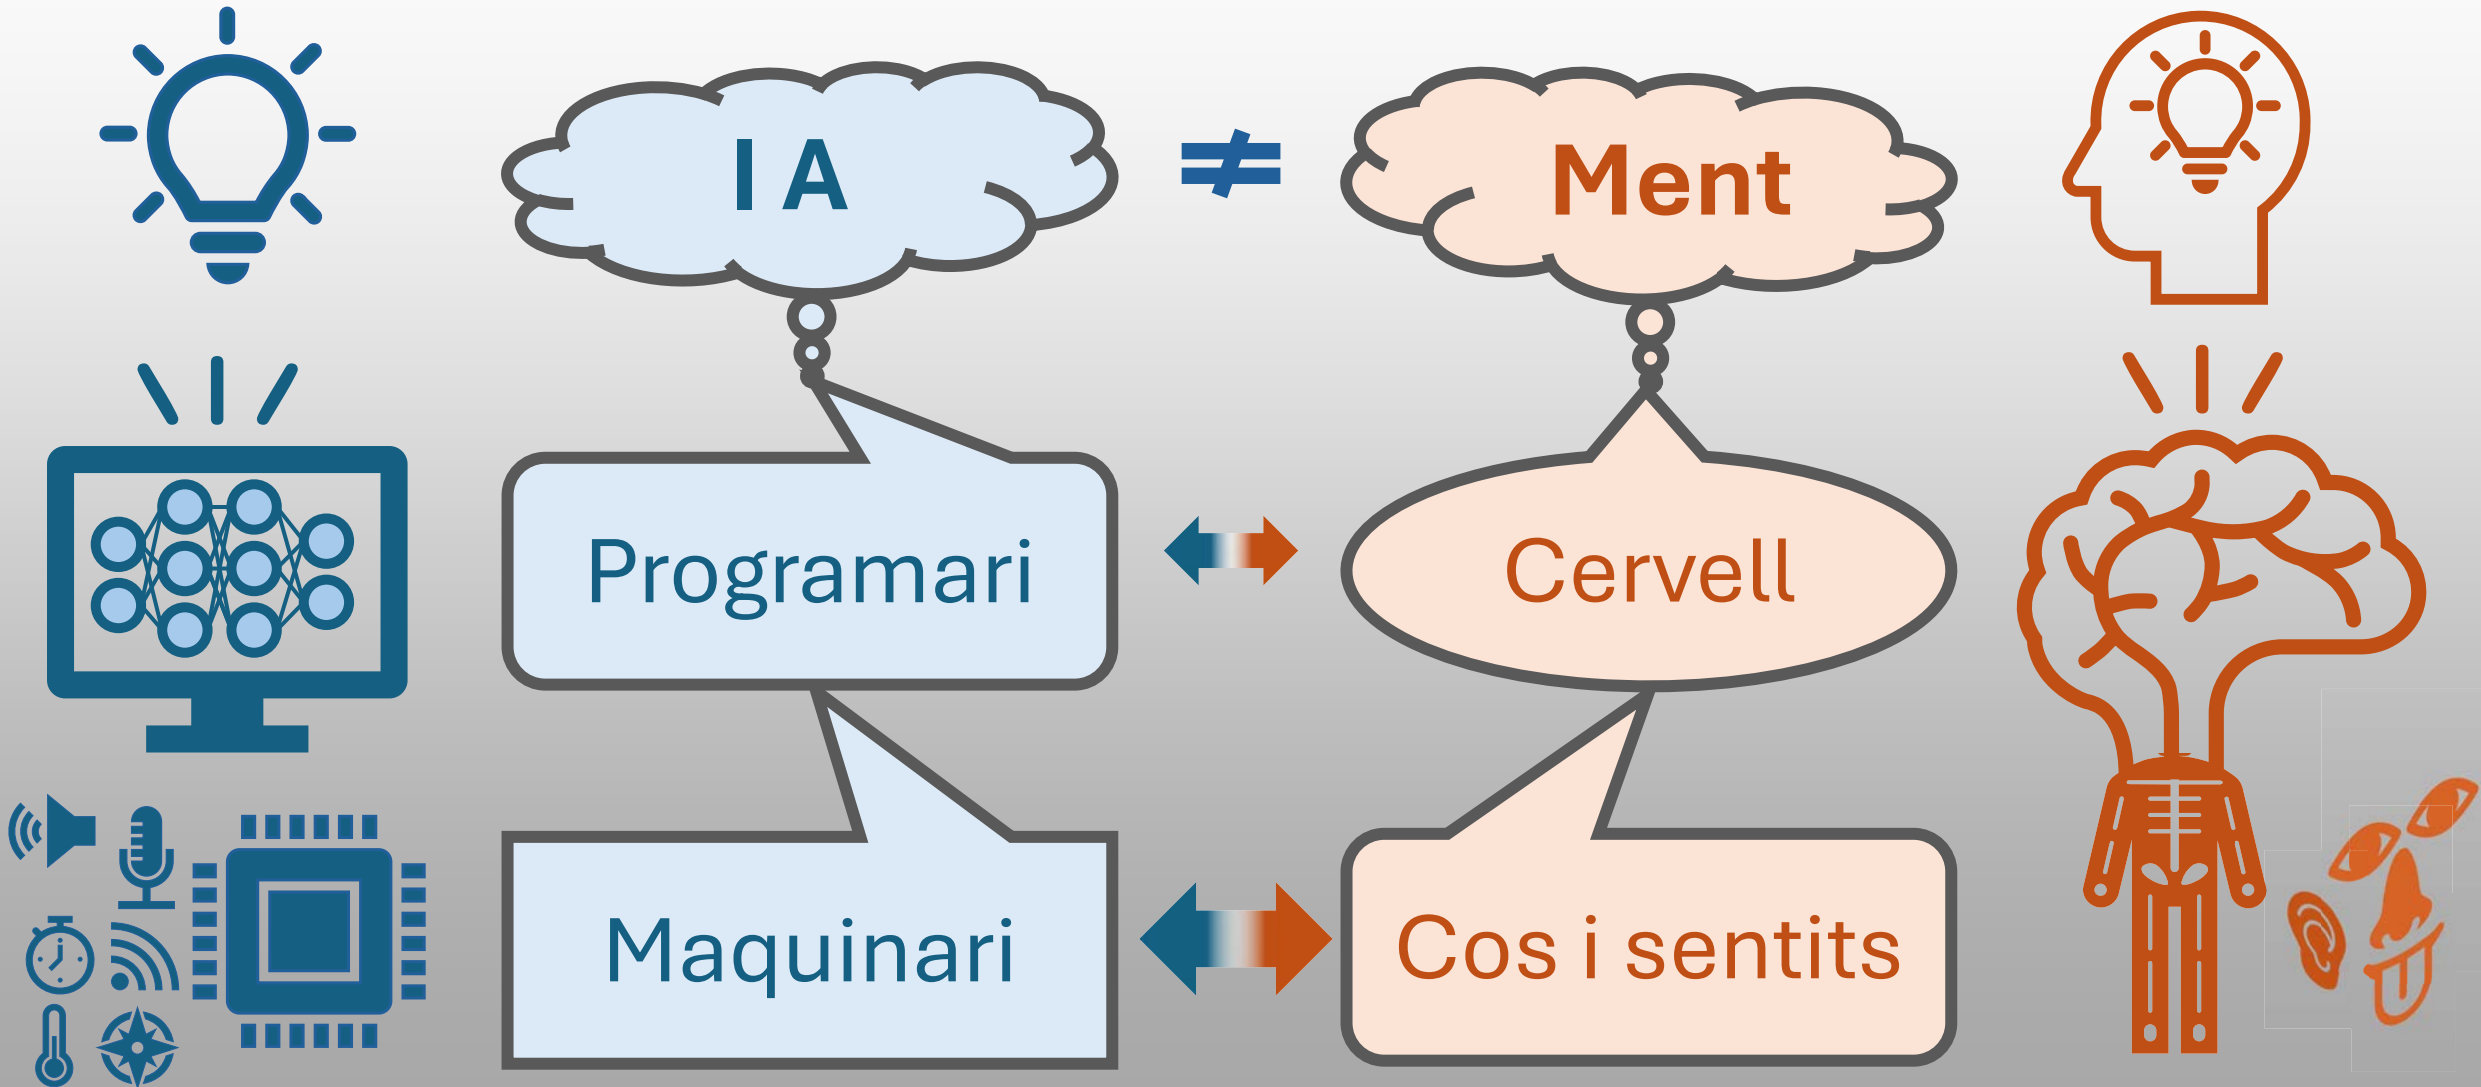 IA
≠
Ment
Programari
Cervell
Maquinari
Cos i sentits